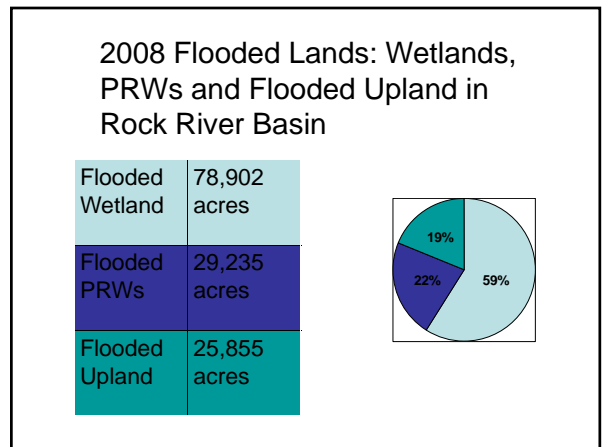 2008 Flooded Lands: Wetlands,
PRWs and Flooded Upland in
Rock River Basin
Flooded
Wetland
78,902
acres
Flooded
PRWs
29,235
acres
Flooded
Upland
25,855
acres
19%
22%
59%